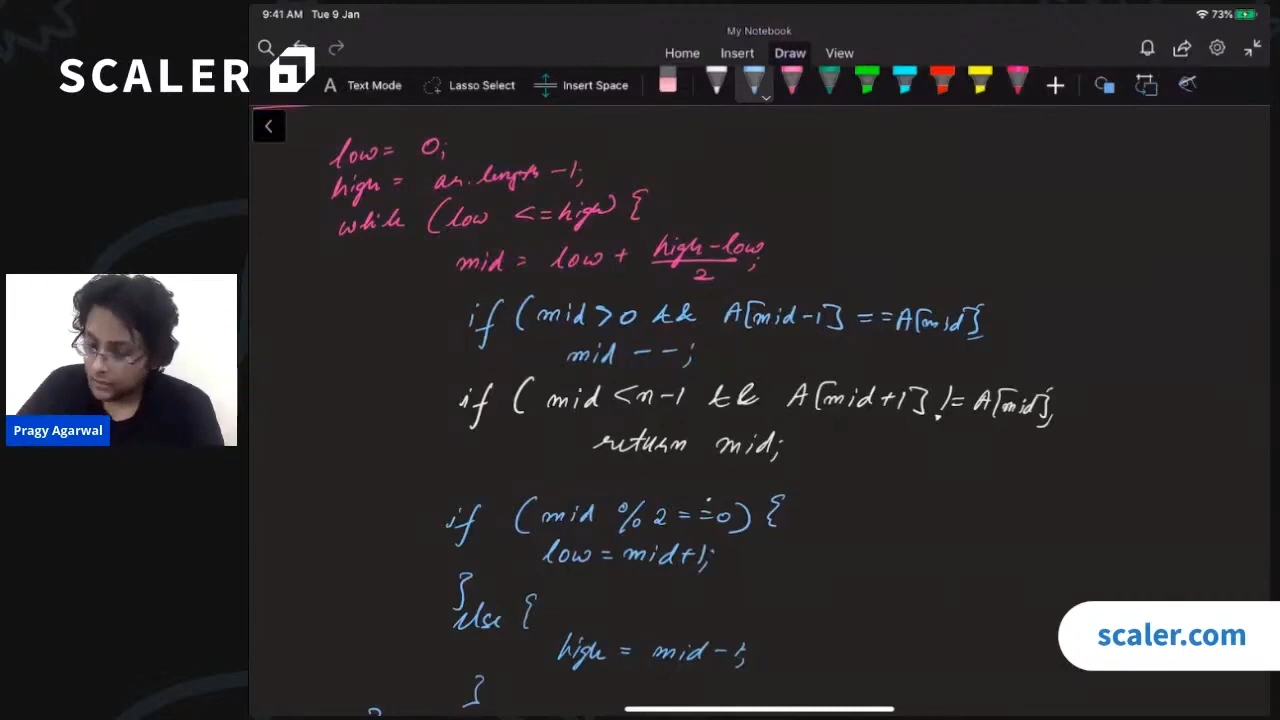 9:41 AM Tue 9 Jan
73%
My Notebook
SCALER
Home Insert Draw View
Text Mode Lasso Select Insert Space
low = 0;
high = ar.length -1;
while (low <= high) {
mid = low + high-low/2;
if (mid > 0 && A[mid-1] == A[mid]
mid --;
if ( mid < n-1 && A[mid+1] != A[mid],
return mid;
if (mid % 2 == 0) {
low = mid+1;
}
else {
high = mid-1;
}
}
Pragy Agarwal
scaler.com